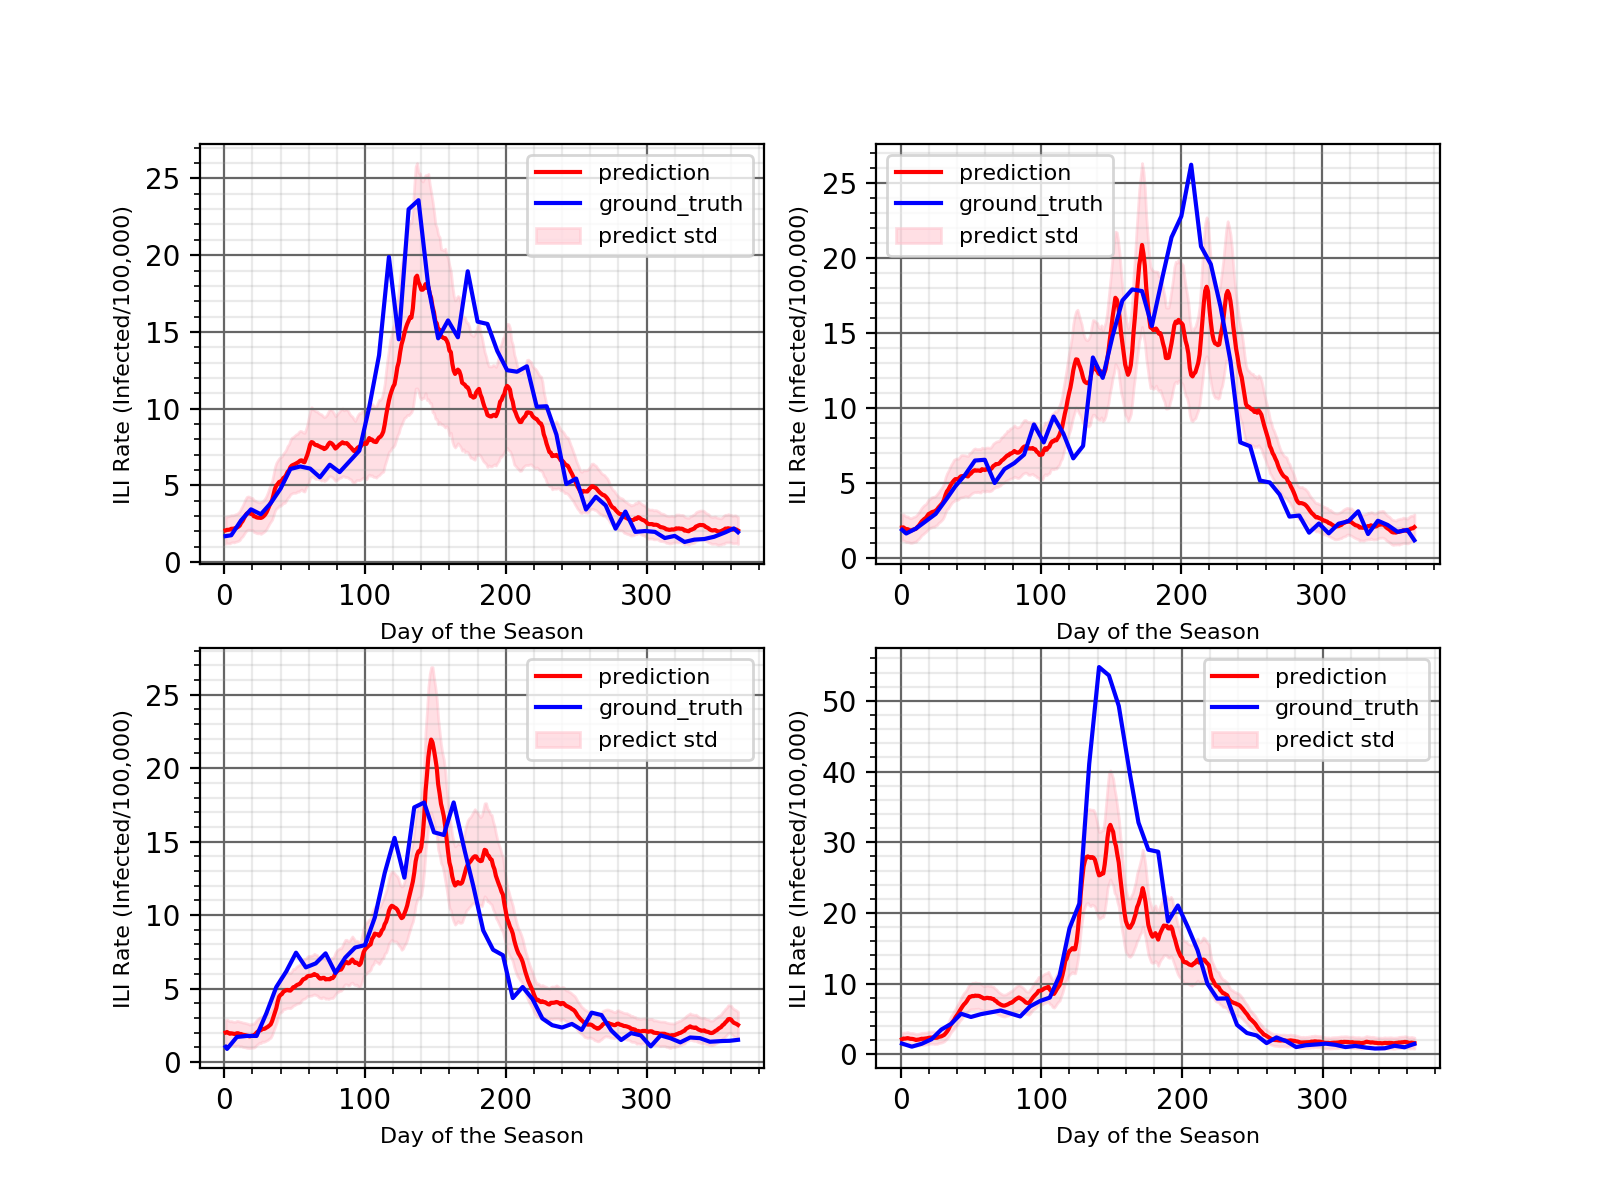 prediction
ground_truth
predict std
ILI Rate (Infected/100,000)
25
20
15
10
5
0
0 100 200 300
Day of the Season
prediction
ground_truth
predict std
ILI Rate (Infected/100,000)
25
20
15
10
5
0
0 100 200 300
Day of the Season
prediction
ground_truth
predict std
ILI Rate (Infected/100,000)
25
20
15
10
5
0
0 100 200 300
Day of the Season
prediction
ground_truth
predict std
ILI Rate (Infected/100,000)
50
40
30
20
10
0
0 100 200 300
Day of the Season